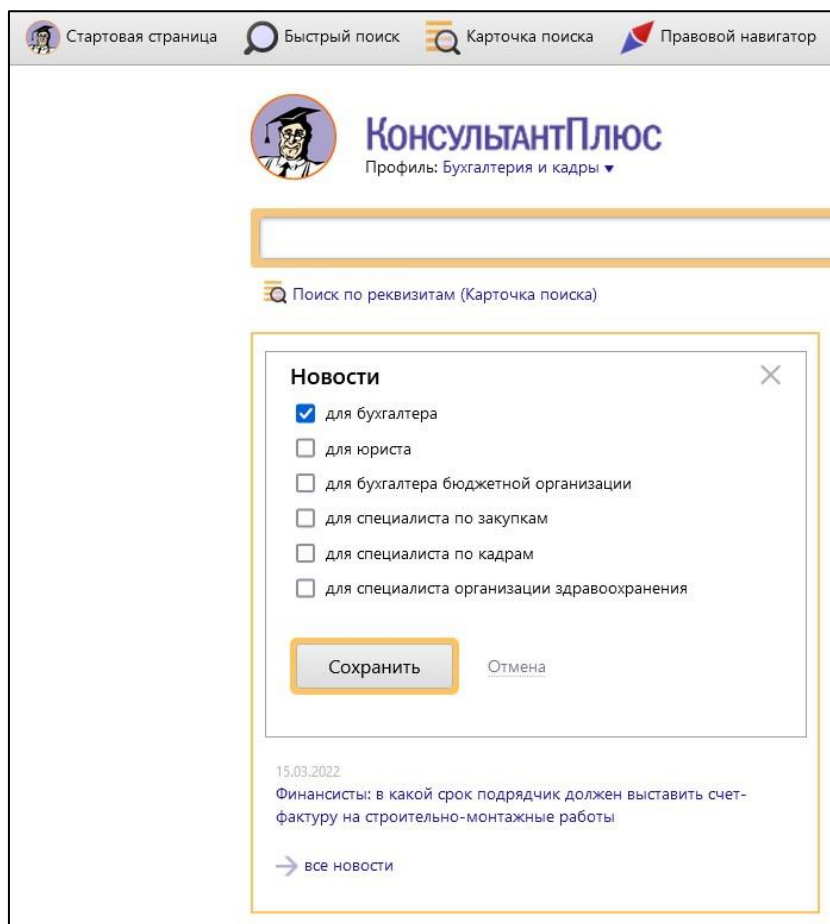 Стартовая страница Быстрый поиск Карточка поиска Правовой навигатор
КонсультантПлюс
Профиль: Бухгалтерия и кадры
Поиск по реквизитам (Карточка поиска)
Новости
для бухгалтера
для юриста
для бухгалтера бюджетной организации
для специалиста по закупкам
для специалиста по кадрам
для специалиста организации здравоохранения
Сохранить Отмена
15.03.2022
Финансисты: в какой срок подрядчик должен выставить счет-
фактуру на строительно-монтажные работы
все новости